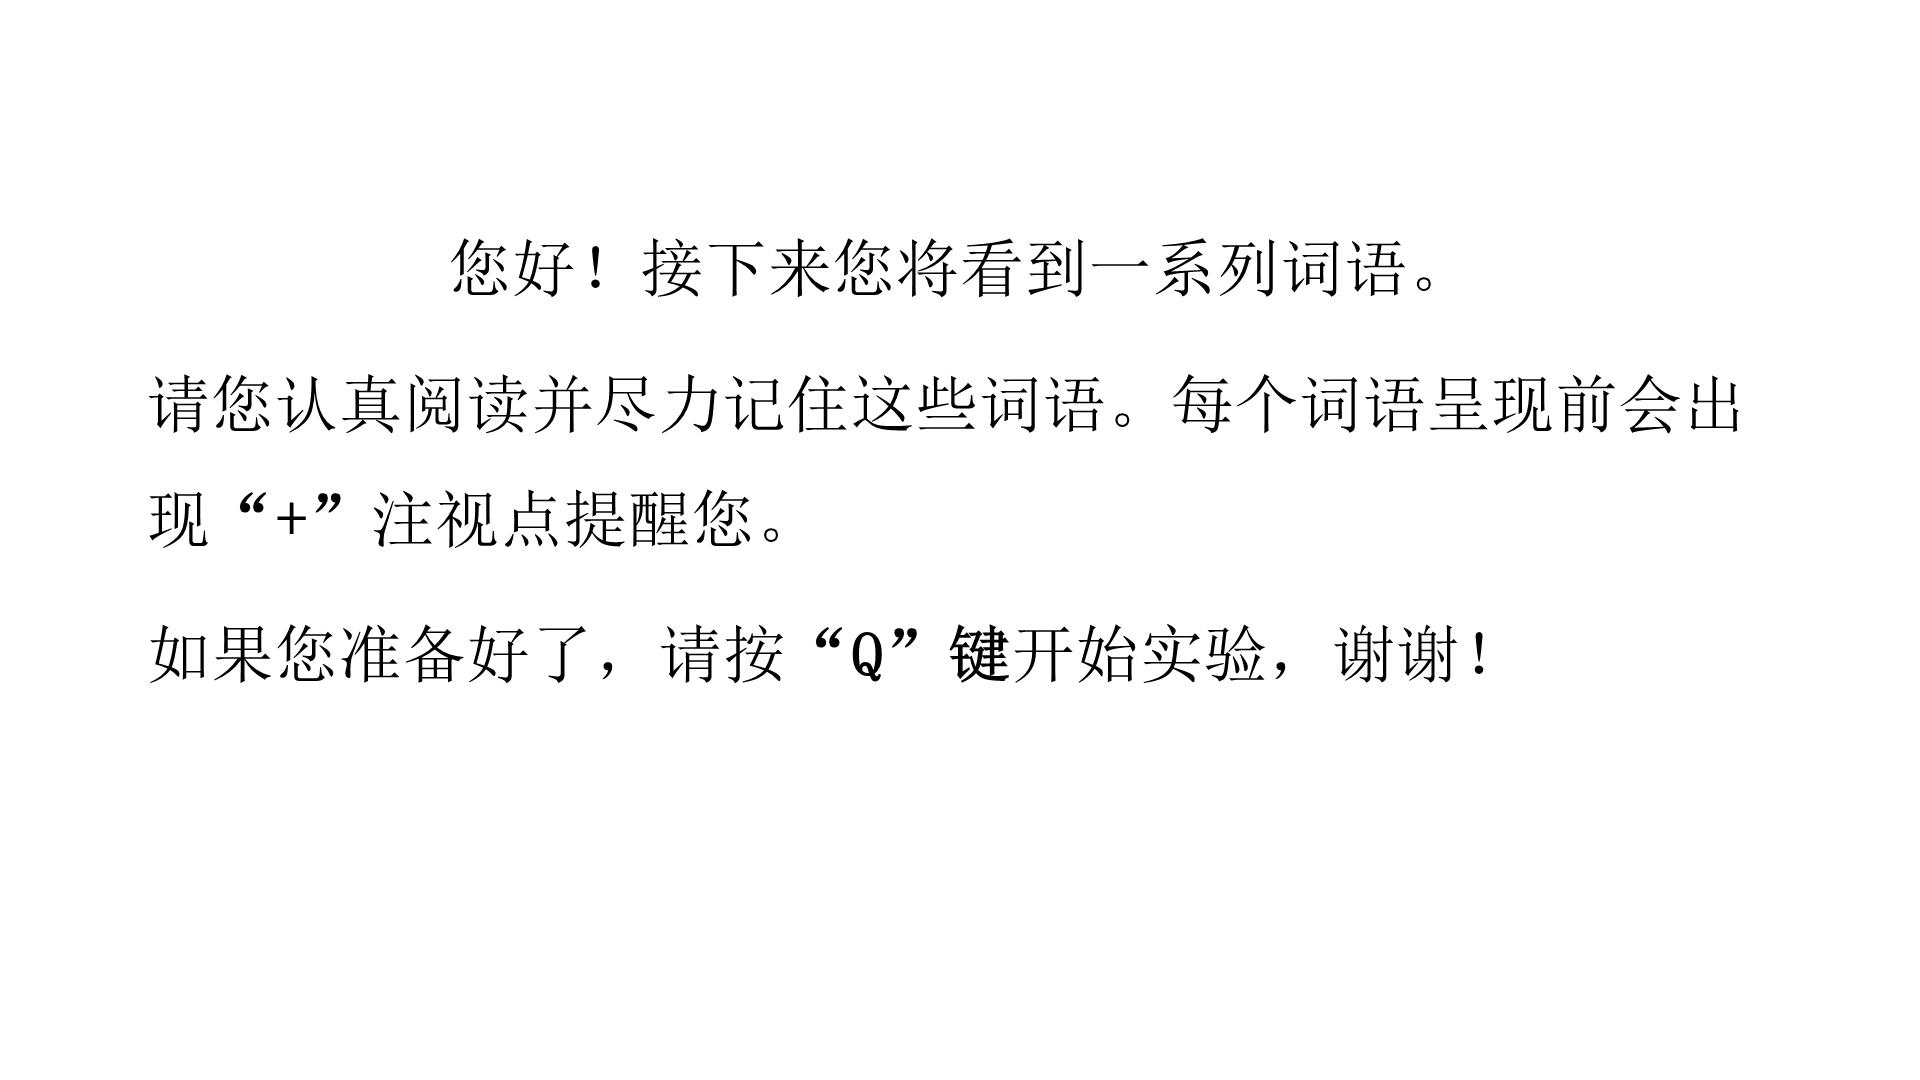 您好！接下来您将看到一系列词语。
请您认真阅读并尽力记住这些词语。每个词语呈现前会出
现“+”注视点提醒您。
如果您准备好了，请按“Q”键开始实验，谢谢！